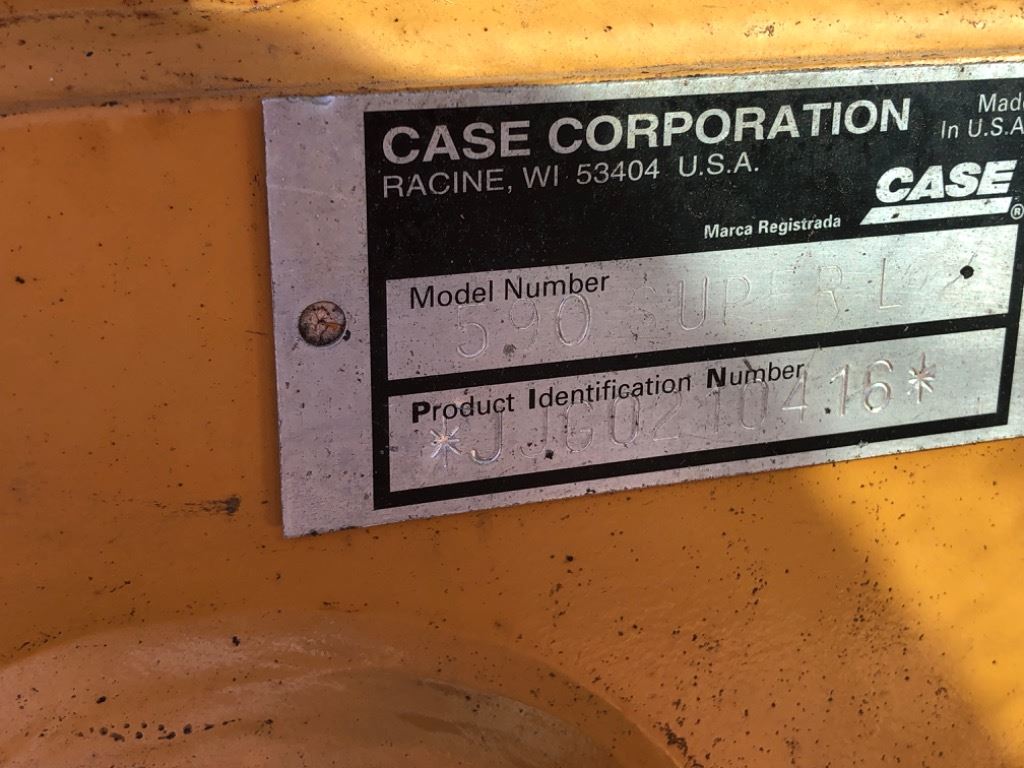 CASE CORPORATION
RACINE, WI 53404 U.S.A.
Made
In U.S.A
CASE ®
Marca Registrada
Model Number
590 SUPER L
Product Identification Number
*JJG0210416*